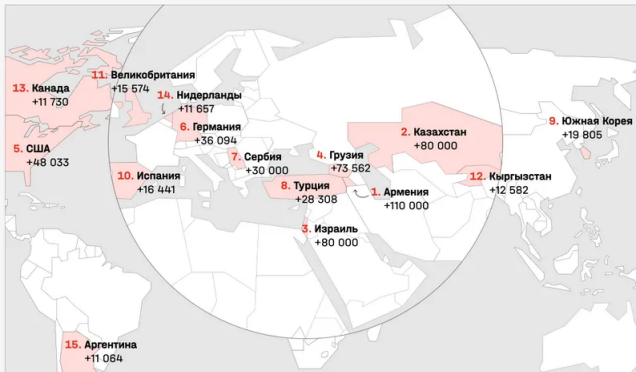 11. Великобритания
+15 574
13. Канада
+11 730
14. Нидерланды
+11 657
6. Германия
+36 094
5. США
+48 033
9. Южная Корея
+19 805
2. Казахстан
+80 000
7. Сербия
+30 000
4. Грузия
+73 562
10. Испания
+16 441
8. Турция
+28 308
1. Армения
+110 000
12. Кыргызстан
+12 582
3. Израиль
+80 000
15. Аргентина
+11 064